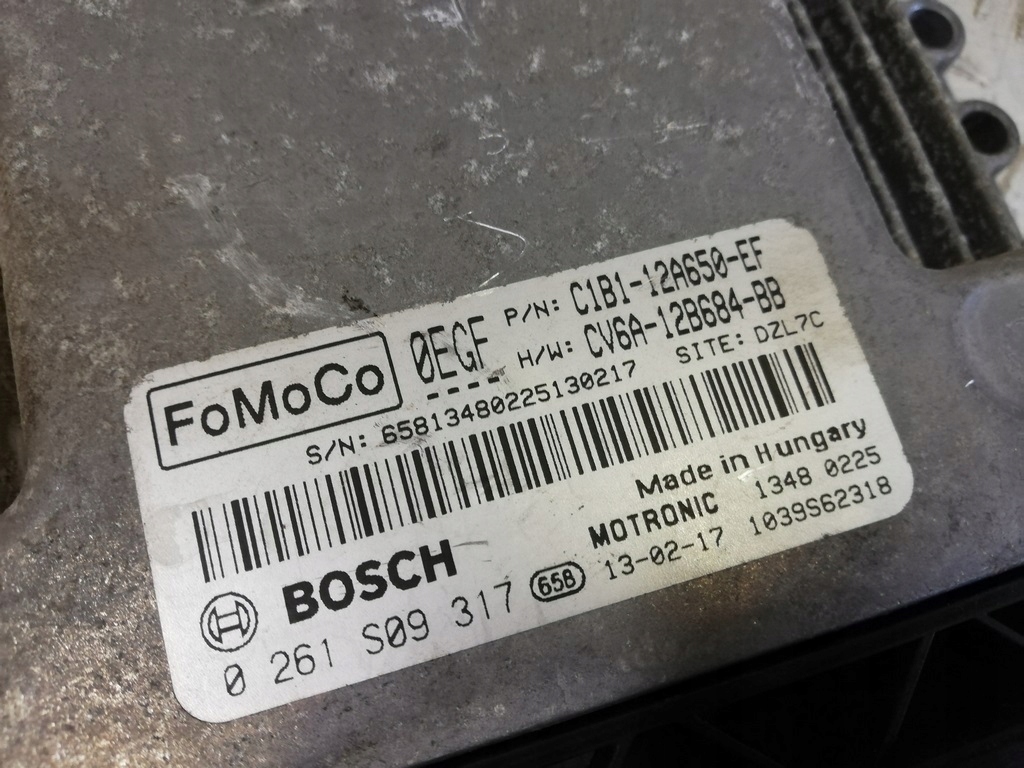 FoMoCo
0EGF
P/N: C1B1-12A650-EF
H/W: CV6A-12B684-BB
S/N: 65813480225130217 SITE: DZL7C
Made in Hungary
BOSCH MOTRONIC 1348 0225
0 261 S09 317 658 13-02-17 1039S62318